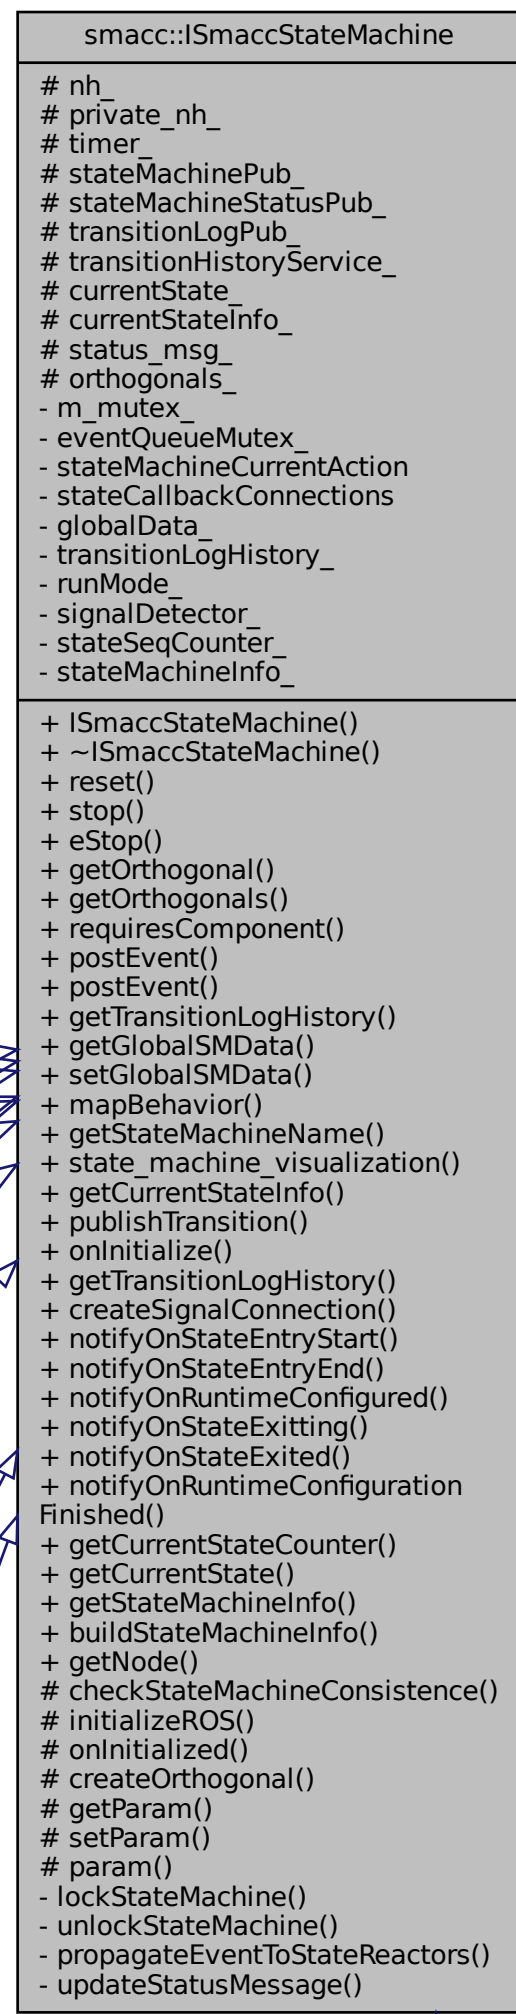 smacc::ISmaccStateMachine
# nh_
# private_nh_
# timer_
# stateMachinePub_
# stateMachineStatusPub_
# transitionLogPub_
# transitionHistoryService_
# currentState_
# currentStateInfo_
# status_msg_
# orthogonals_
- m_mutex_
- eventQueueMutex_
- stateMachineCurrentAction
- stateCallbackConnections
- globalData_
- transitionLogHistory_
- runMode_
- signalDetector_
- stateSeqCounter_
- stateMachineInfo_
+ ISmaccStateMachine()
+ ~ISmaccStateMachine()
+ reset()
+ stop()
+ eStop()
+ getOrthogonal()
+ getOrthogonals()
+ requiresComponent()
+ postEvent()
+ postEvent()
+ getTransitionLogHistory()
+ getGlobalSMData()
+ setGlobalSMData()
+ mapBehavior()
+ getStateMachineName()
+ state_machine_visualization()
+ getCurrentStateInfo()
+ publishTransition()
+ onInitialize()
+ getTransitionLogHistory()
+ createSignalConnection()
+ notifyOnStateEntryStart()
+ notifyOnStateEntryEnd()
+ notifyOnRuntimeConfigured()
+ notifyOnStateExitting()
+ notifyOnStateExited()
+ notifyOnRuntimeConfiguration
Finished()
+ getCurrentStateCounter()
+ getCurrentState()
+ getStateMachineInfo()
+ buildStateMachineInfo()
+ getNode()
# checkStateMachineConsistence()
# initializeROS()
# onInitialized()
# createOrthogonal()
# getParam()
# setParam()
# param()
- lockStateMachine()
- unlockStateMachine()
- propagateEventToStateReactors()
- updateStatusMessage()